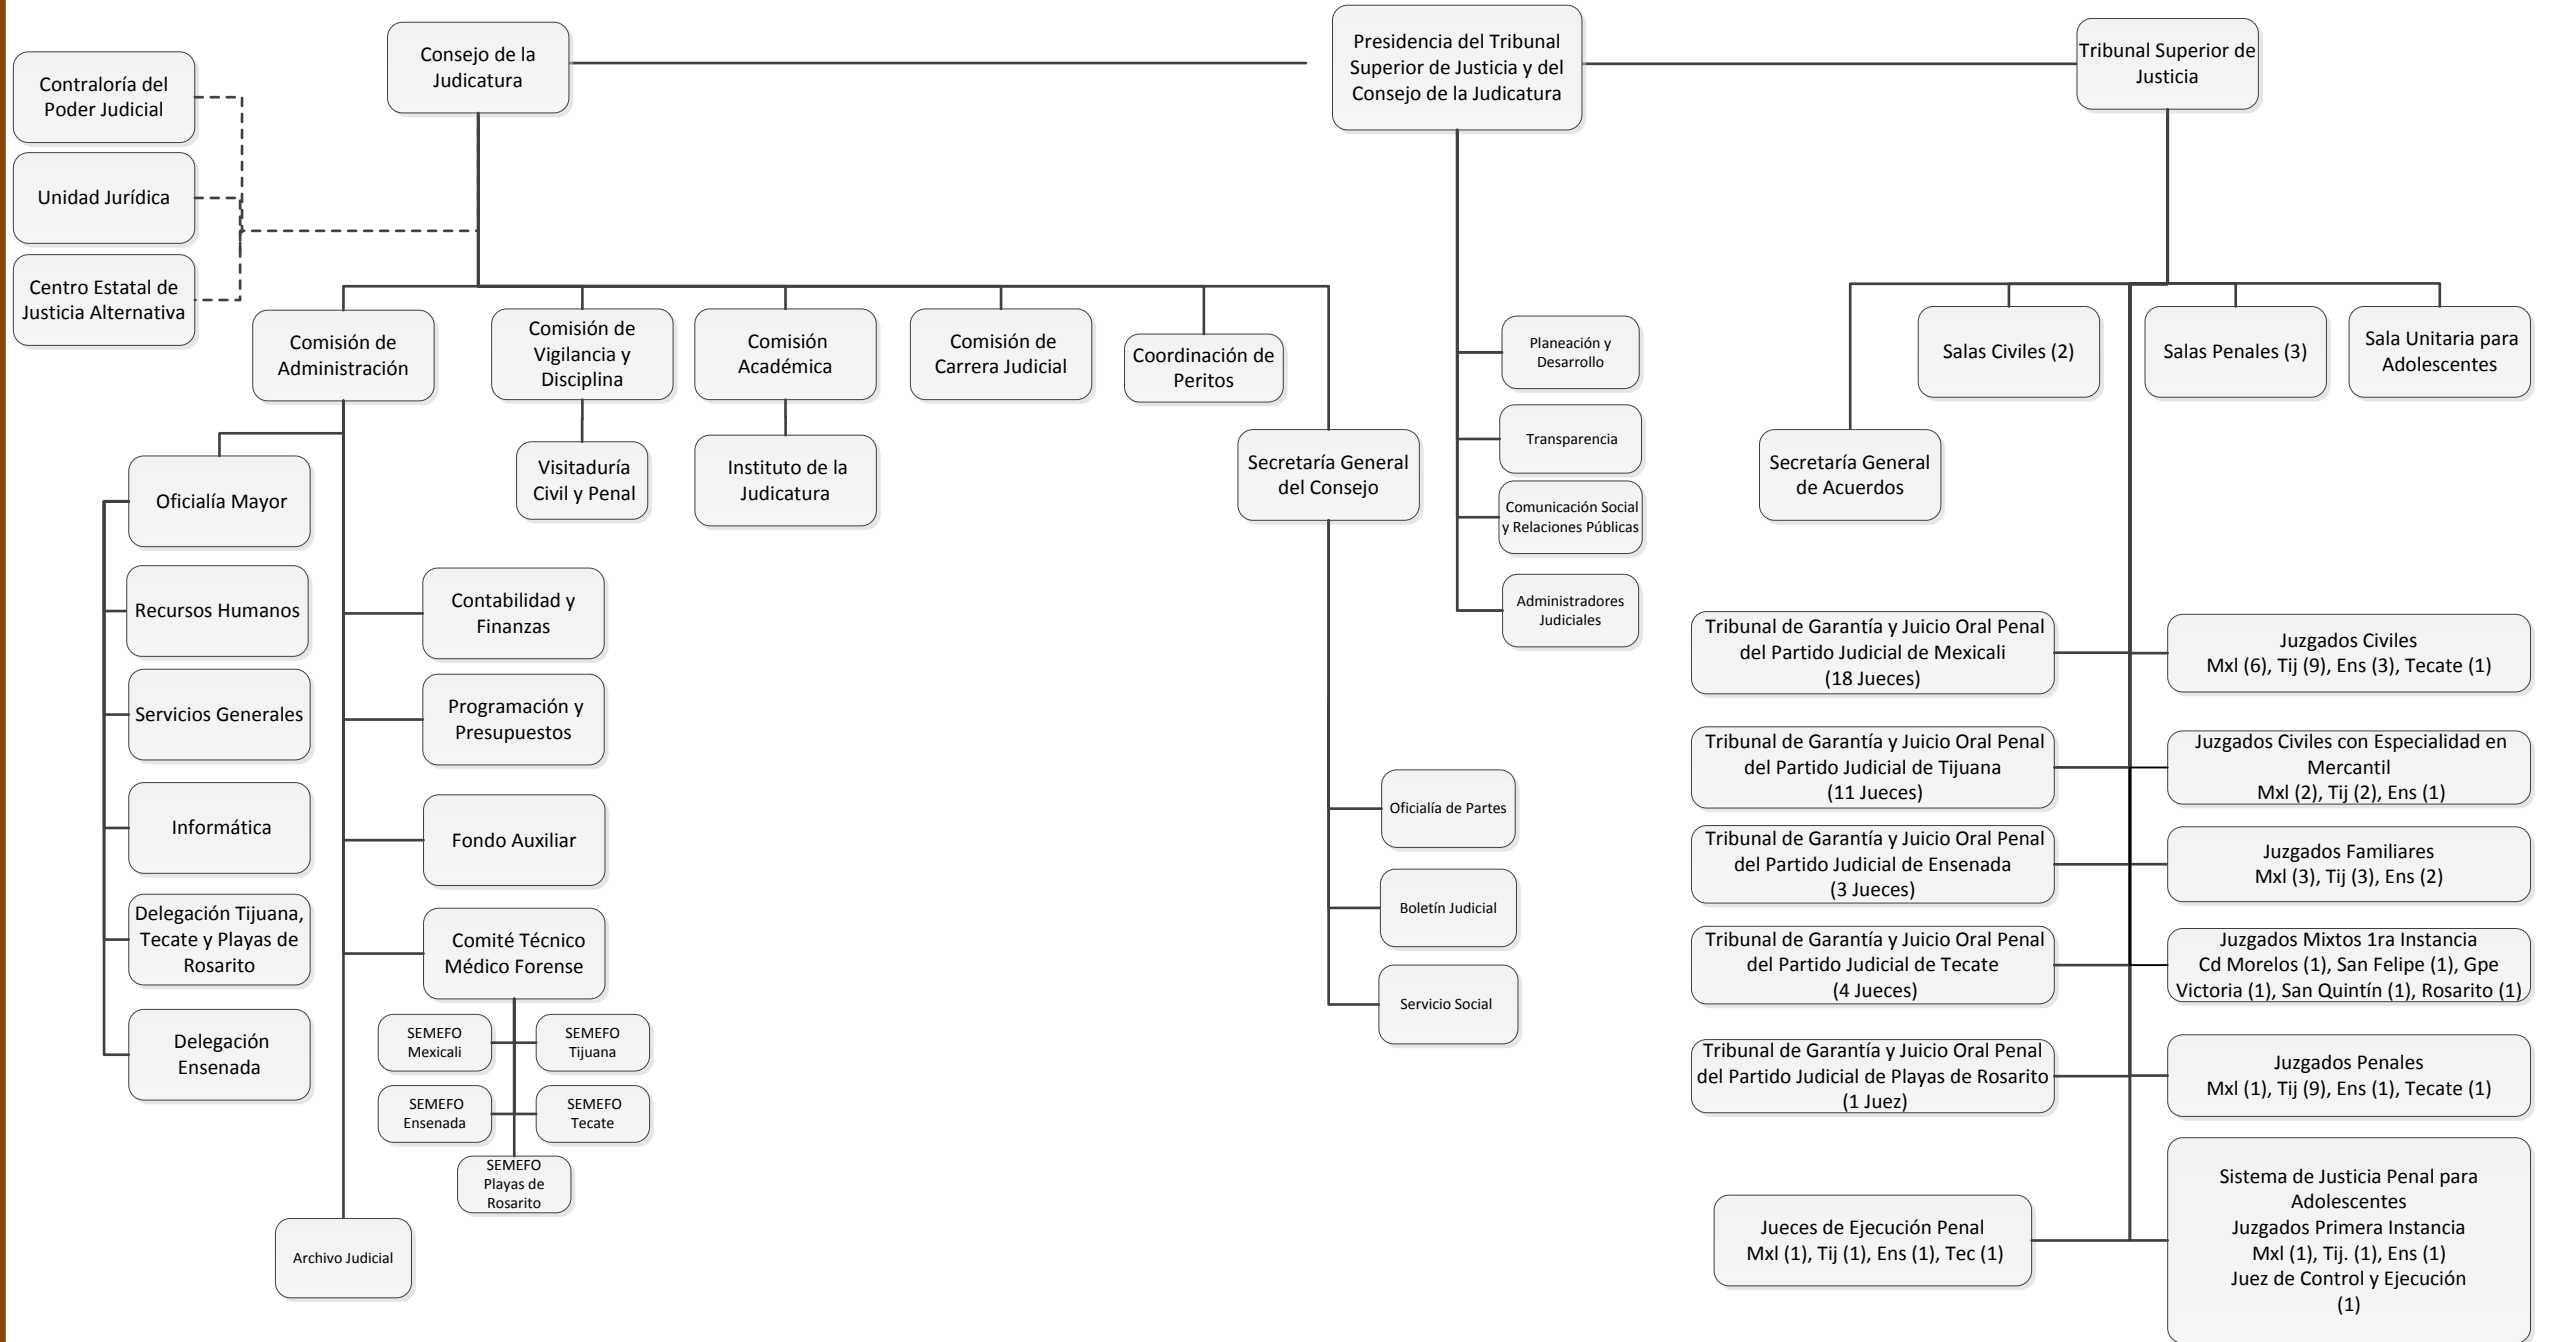 Consejo de la
Judicatura
Presidencia del Tribunal
Superior de Justicia y del
Consejo de la Judicatura
Tribunal Superior de
Justicia
Contraloría del
Poder Judicial
Unidad Jurídica
Centro Estatal de
Justicia Alternativa
Comisión de
Administración
Comisión de
Vigilancia y
Disciplina
Comisión
Académica
Comisión de
Carrera Judicial
Coordinación de
Peritos
Secretaría General
del Consejo
Visitaduría
Civil y Penal
Instituto de la
Judicatura
Oficialía Mayor
Recursos Humanos
Servicios Generales
Informática
Delegación Tijuana,
Tecate y Playas de
Rosarito
Delegación
Ensenada
Contabilidad y
Finanzas
Programación y
Presupuestos
Fondo Auxiliar
Comité Técnico
Médico Forense
SEMEFO
Mexicali
SEMEFO
Tijuana
SEMEFO
Ensenada
SEMEFO
Tecate
SEMEFO
Playas de
Rosarito
Archivo Judicial
Oficialía de Partes
Boletín Judicial
Servicio Social
Planeación y
Desarrollo
Transparencia
Comunicación Social
y Relaciones Públicas
Administradores
Judiciales
Secretaría General
de Acuerdos
Salas Civiles (2)
Salas Penales (3)
Sala Unitaria para
Adolescentes
Tribunal de Garantía y Juicio Oral Penal
del Partido Judicial de Mexicali
(18 Jueces)
Juzgados Civiles
Mxl (6), Tij (9), Ens (3), Tecate (1)
Tribunal de Garantía y Juicio Oral Penal
del Partido Judicial de Tijuana
(11 Jueces)
Juzgados Civiles con Especialidad en
Mercantil
Mxl (2), Tij (2), Ens (1)
Tribunal de Garantía y Juicio Oral Penal
del Partido Judicial de Ensenada
(3 Jueces)
Juzgados Familiares
Mxl (3), Tij (3), Ens (2)
Tribunal de Garantía y Juicio Oral Penal
del Partido Judicial de Tecate
(4 Jueces)
Juzgados Mixtos 1ra Instancia
Cd Morelos (1), San Felipe (1), Gpe
Victoria (1), San Quintín (1), Rosarito (1)
Tribunal de Garantía y Juicio Oral Penal
del Partido Judicial de Playas de Rosarito
(1 Juez)
Juzgados Penales
Mxl (1), Tij (9), Ens (1), Tecate (1)
Jueces de Ejecución Penal
Mxl (1), Tij (1), Ens (1), Tec (1)
Sistema de Justicia Penal para
Adolescentes
Juzgados Primera Instancia
Mxl (1), Tij. (1), Ens (1)
Juez de Control y Ejecución
(1)